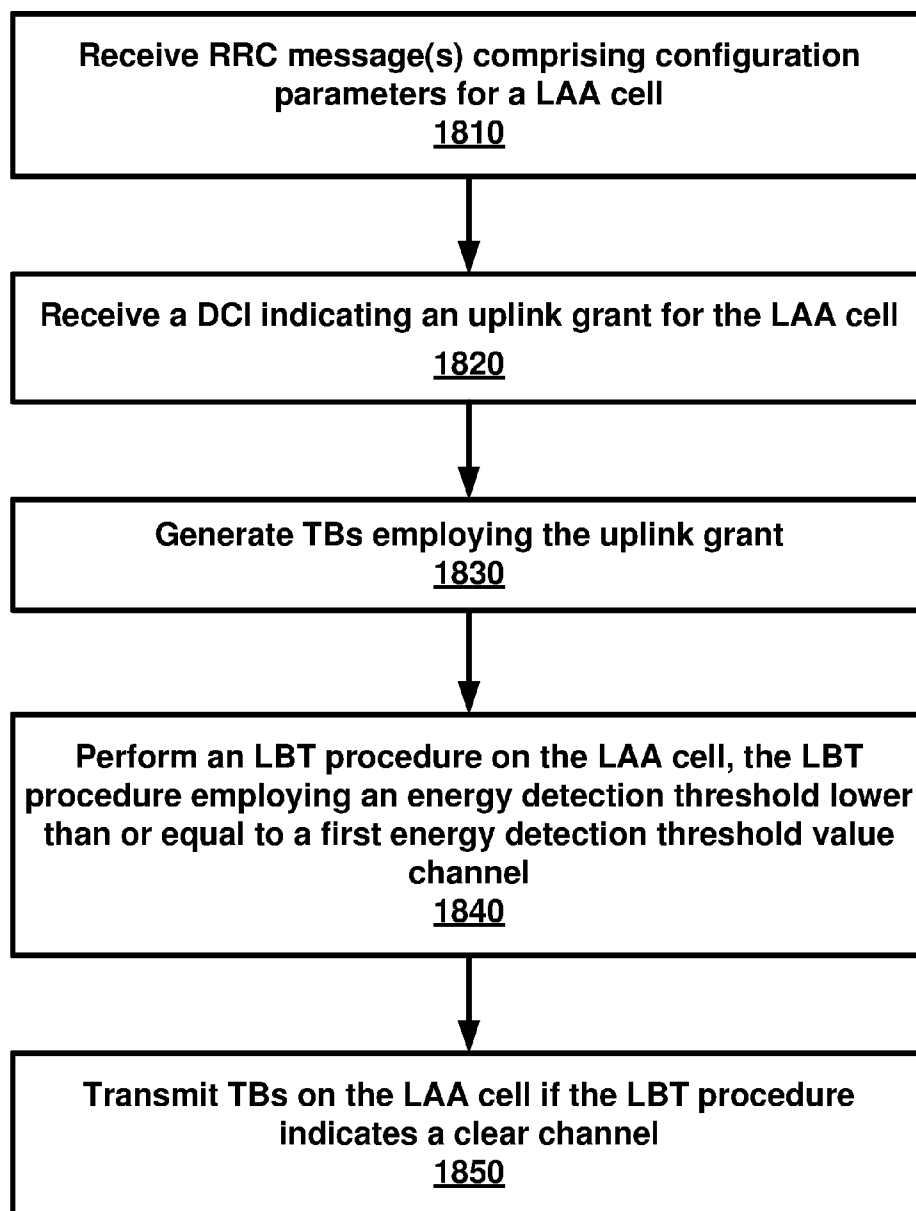 Receive RRC message(s) comprising configuration
parameters for a LAA cell
1810
Receive a DCI indicating an uplink grant for the LAA cell
1820
Generate TBs employing the uplink grant
1830
Perform an LBT procedure on the LAA cell, the LBT
procedure employing an energy detection threshold lower
than or equal to a first energy detection threshold value
channel
1840
Transmit TBs on the LAA cell if the LBT procedure
indicates a clear channel
1850